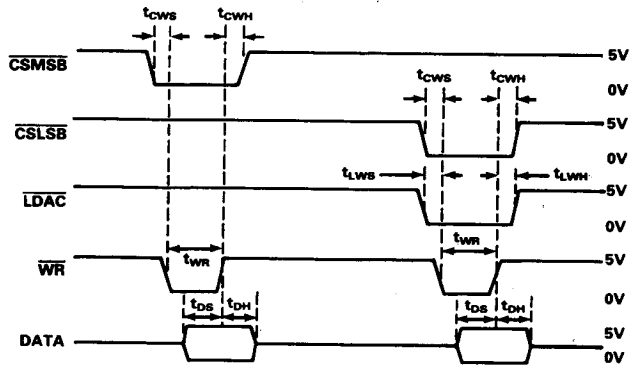 tCWS tCWH
CSMSB 5V
0V
tCWS tCWH
CSLSB 5V
0V
tLWS tLWH
LDAC 5V
0V
tWR tWR
WR 5V
0V
tDS tDH tDS tDH
DATA 5V
0V